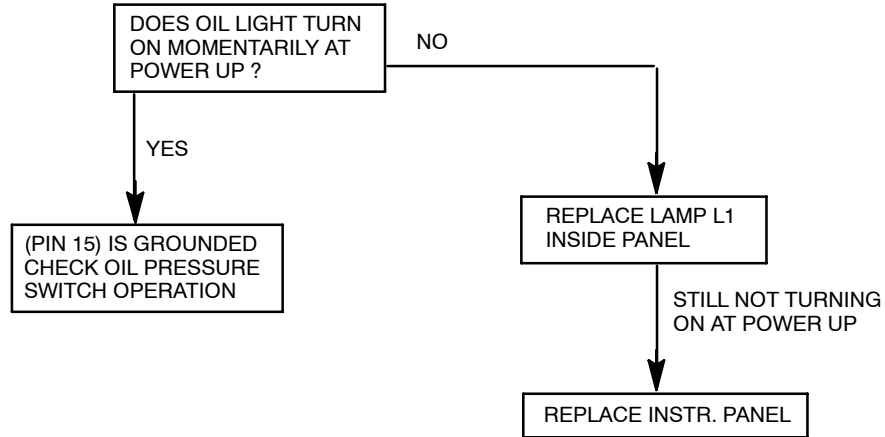 DOES OIL LIGHT TURN
ON MOMENTARILY AT
POWER UP ?
NO
YES
(PIN 15) IS GROUNDED
CHECK OIL PRESSURE
SWITCH OPERATION
REPLACE LAMP L1
INSIDE PANEL
STILL NOT TURNING
ON AT POWER UP
REPLACE INSTR. PANEL